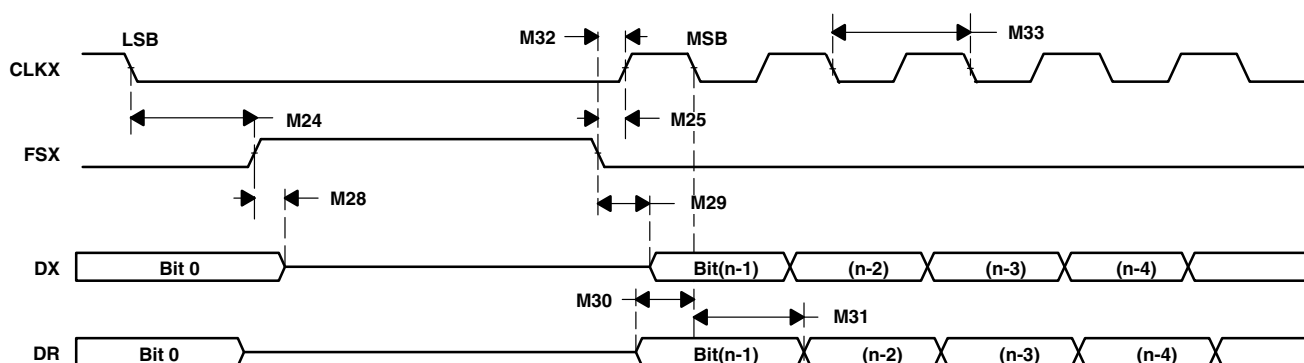 LSB M32 MSB M33
CLKX
M24 M25
FSX
M28 M29
DX Bit 0 Bit(n-1) (n-2) (n-3) (n-4)
M30 M31
DR Bit 0 Bit(n-1) (n-2) (n-3) (n-4)